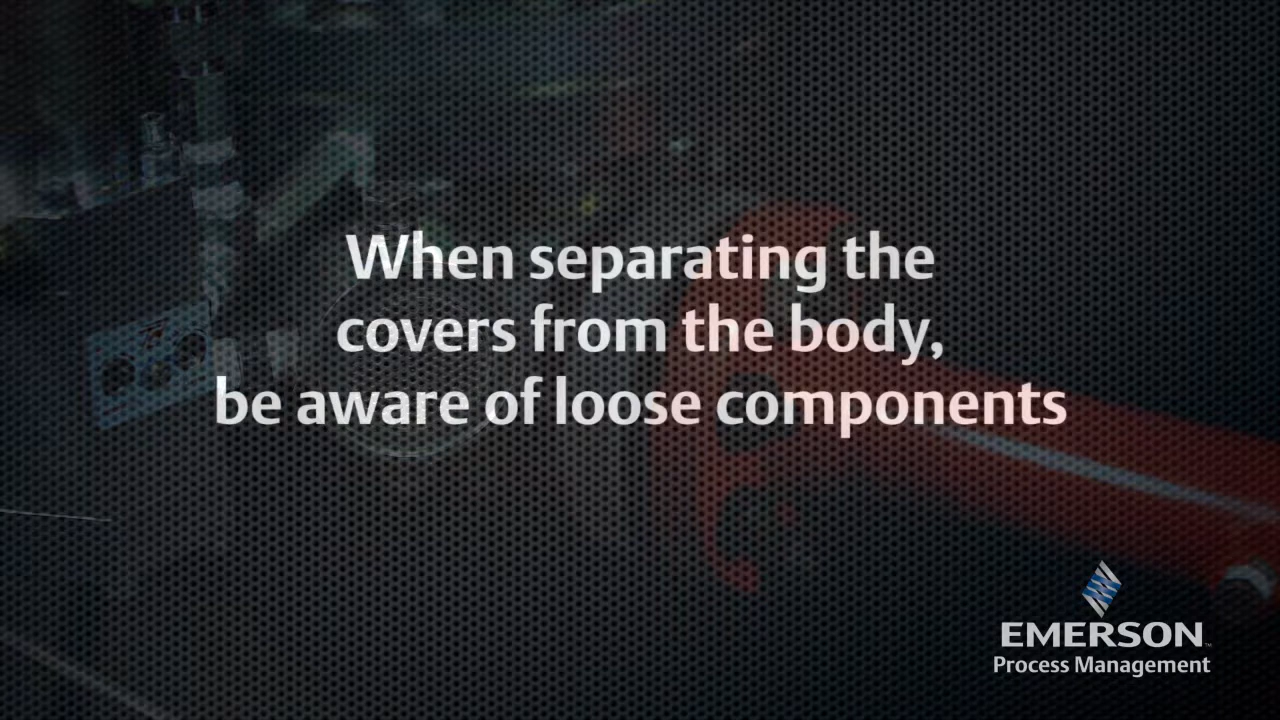 When separating the
covers from the body,
be aware of loose components
EMERSON
Process Management